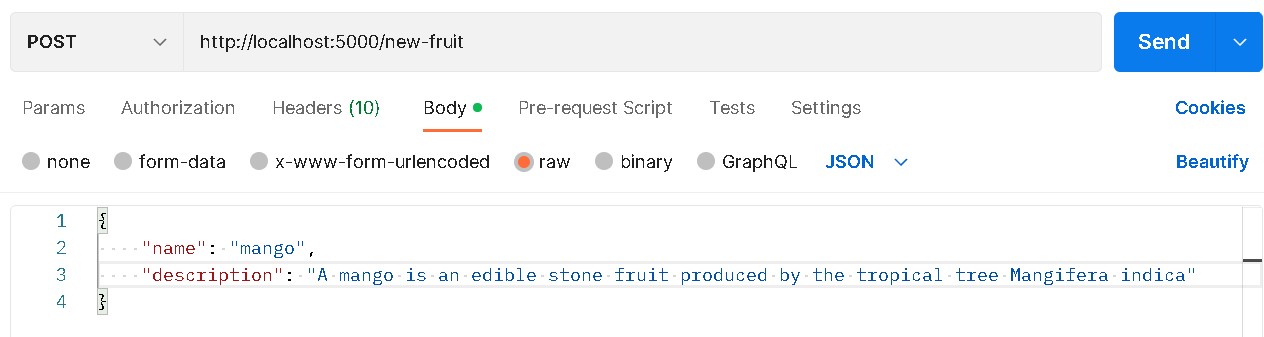 POST http://localhost:5000/new-fruit Send
Params Authorization Headers (10) Body Pre-request Script Tests Settings Cookies
none form-data x-www-form-urlencoded raw binary GraphQL JSON Beautify
1 {
2 "name": "mango",
3 "description": "A mango is an edible stone fruit produced by the tropical tree Mangifera indica"
4 }